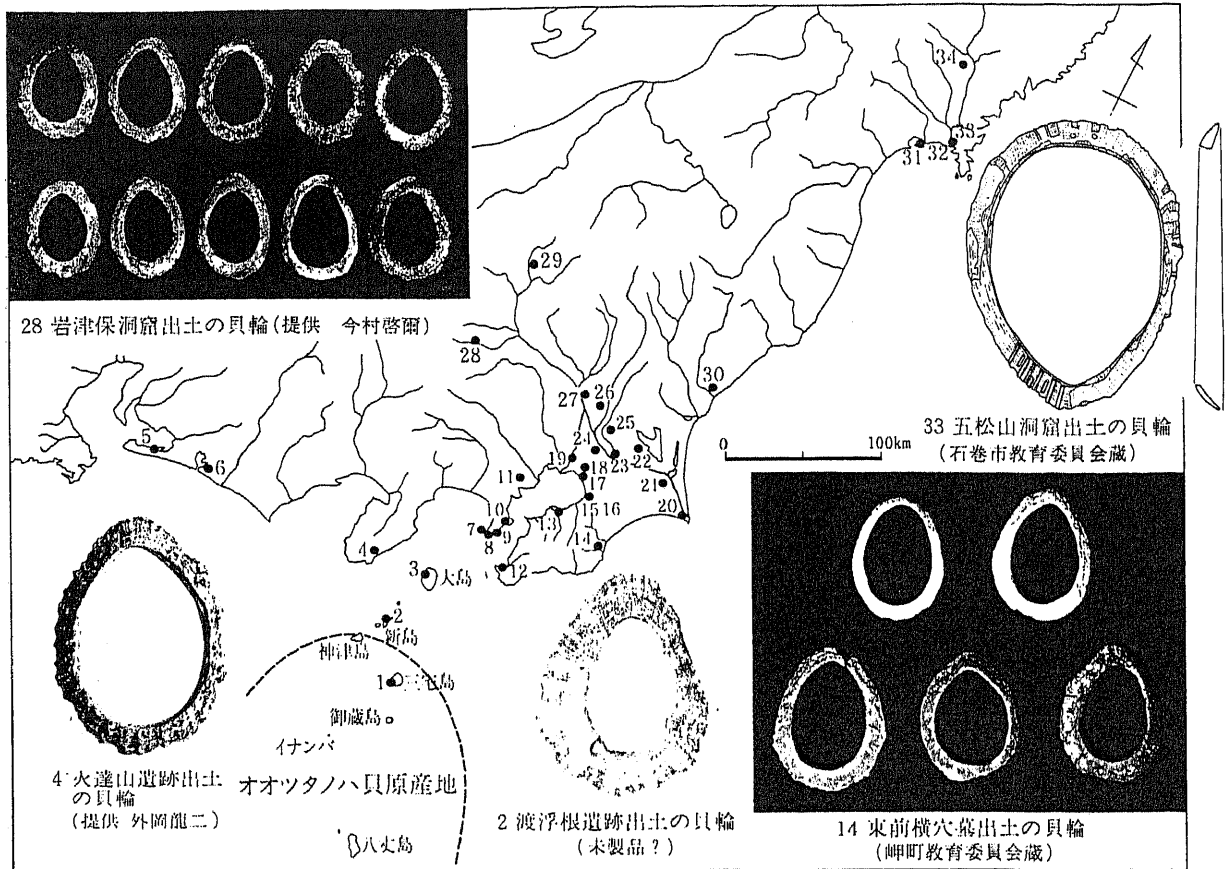 28 岩津保洞窟出土の貝輪(提供 今村啓爾)
34
33
31
32
33 五松山洞窟出土の貝輪
(石巻市教育委員会蔵)
29
28
30
27
26
25
24
23
22
19
18
17
21
20
15 16
13
14
11
10
7
8
9
12
5
6
4
3
大島
2
新島
神津島
1
三宅島
御蔵島
イナンバ
オオツタノハ貝原産地
八丈島
0
100km
4 火達山遺跡出土
の貝輪
(提供 外岡龍二)
2 渡浮根遺跡出土の貝輪
(未製品?)
14 東前横穴墓出土の貝輪
(岬町教育委員会蔵)